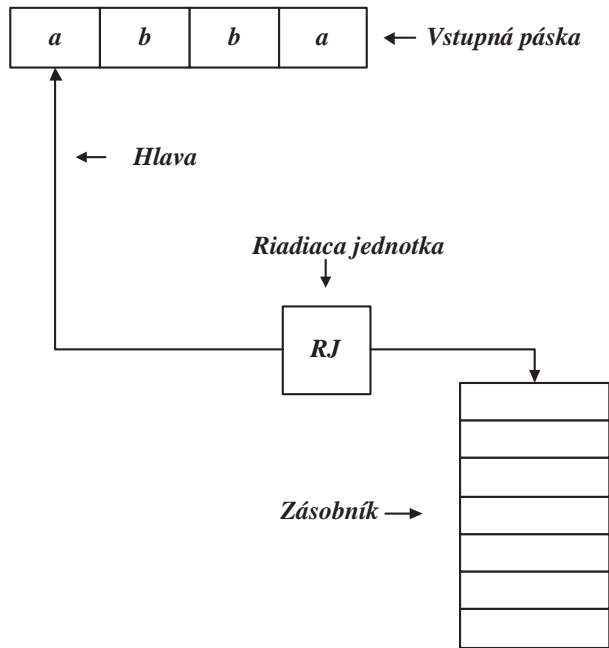 a b b a
Vstupná páska
Hlava
Riadiaca jednotka
RJ
Zásobník